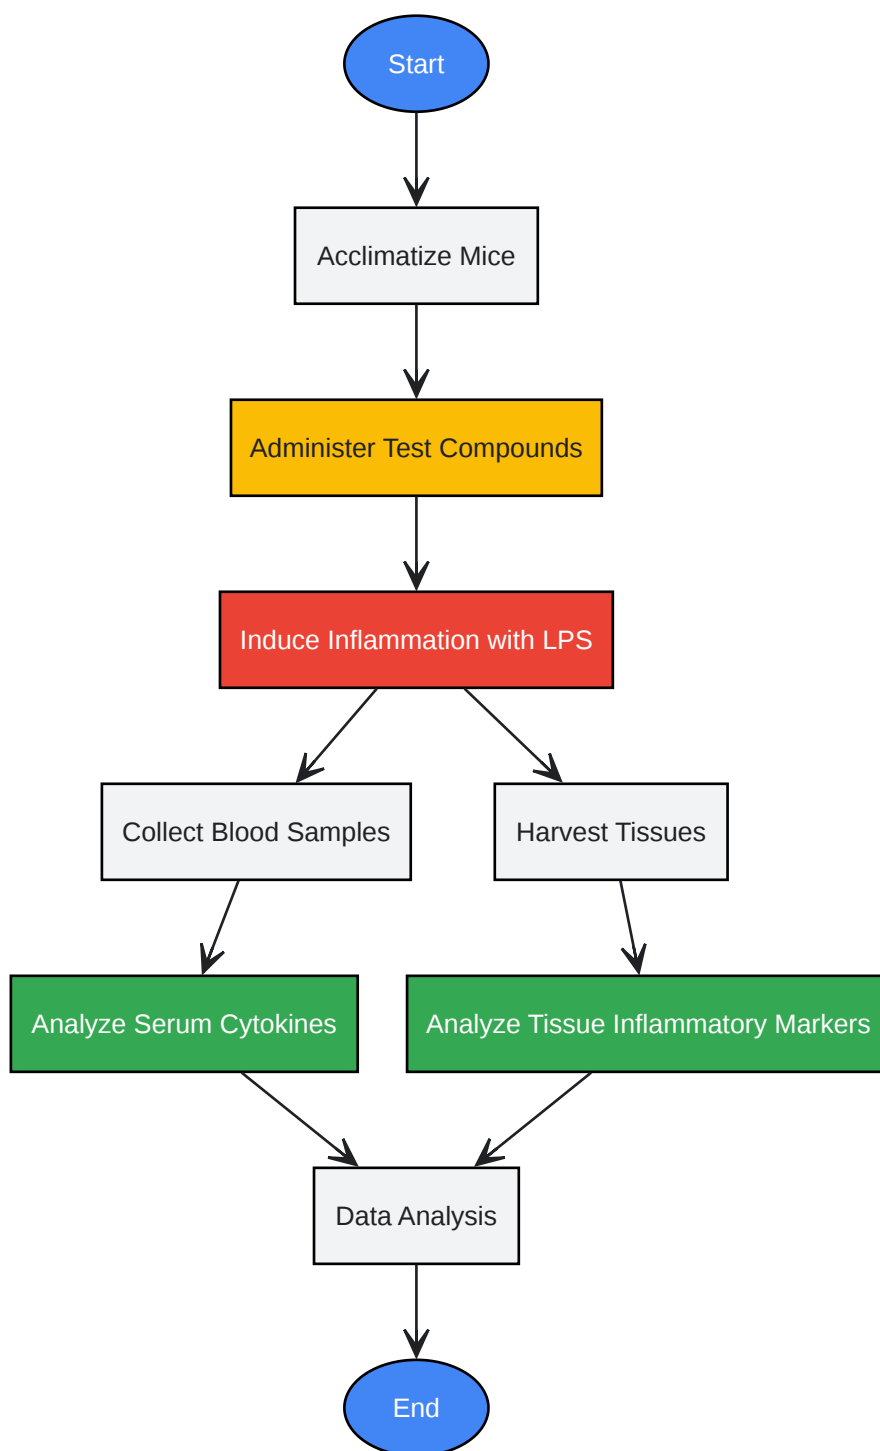 Start
Acclimatize Mice
Administer Test Compounds
Induce Inflammation with LPS
Collect Blood Samples
Harvest Tissues
Analyze Serum Cytokines
Analyze Tissue Inflammatory Markers
Data Analysis
End